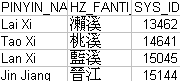 PINYIN_NA HZ_FANTI_ SYS_ID
Lai Xi 瀨溪 13462
Tao Xi 桃溪 14641
Lan Xi 藍溪 15045
Jin Jiang 晉江 15144